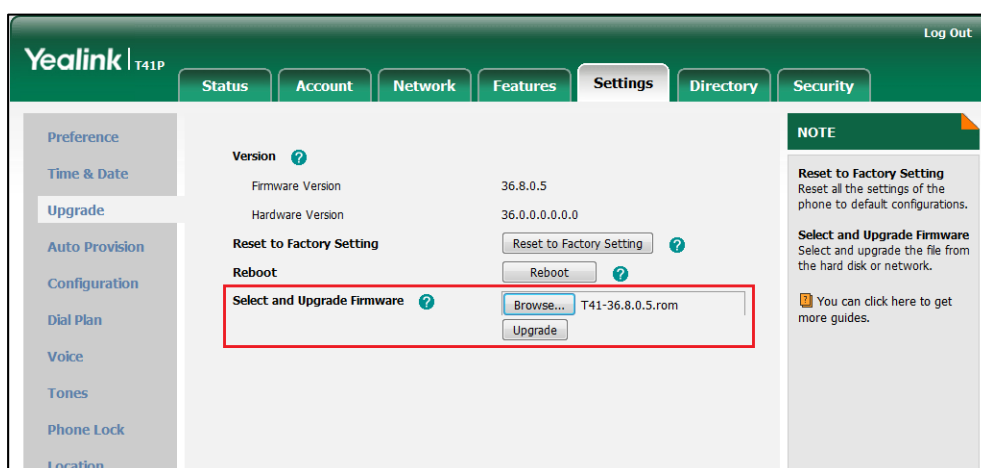 Log Out
Yealink | T41P
Status Account Network Features Settings Directory Security
Preference
Time & Date
Upgrade
Auto Provision
Configuration
Dial Plan
Voice
Tones
Phone Lock
Location
Version ?
Firmware Version 36.8.0.5
Hardware Version 36.0.0.0.0.0.0
Reset to Factory Setting Reset to Factory Setting ?
Reboot Reboot ?
Select and Upgrade Firmware ? Browse... T41-36.8.0.5.rom
Upgrade
NOTE
Reset to Factory Setting
Reset all the settings of the
phone to default configurations.
Select and Upgrade Firmware
Select and upgrade the file from
the hard disk or network.
? You can click here to get
more guides.